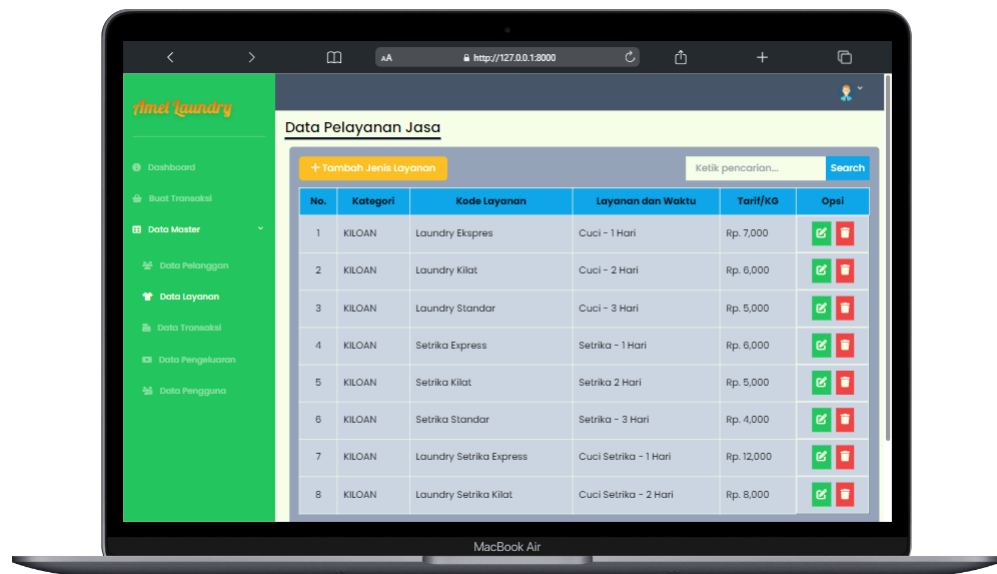 AA http://127.0.0.1:8000
Amel Laundry
Data Pelayanan Jasa
Dashboard
Buat Transaksi
Data Master
Data Pelanggan
Data Layanan
Data Transaksi
Data Pengeluaran
Data Pengguna
+ Tambah Jenis Layanan Ketik pencarian... Search
No. Kategori Kode Layanan Layanan dan Waktu Tarif/KG Opsi
1 KILOAN Laundry Ekspres Cuci - 1 Hari Rp. 7,000
2 KILOAN Laundry Kilat Cuci - 2 Hari Rp. 6,000
3 KILOAN Laundry Standar Cuci - 3 Hari Rp. 5,000
4 KILOAN Setrika Express Setrika - 1 Hari Rp. 6,000
5 KILOAN Setrika Kilat Setrika 2 Hari Rp. 5,000
6 KILOAN Setrika Standar Setrika - 3 Hari Rp. 4,000
7 KILOAN Laundry Setrika Express Cuci Setrika - 1 Hari Rp. 12,000
8 KILOAN Laundry Setrika Kilat Cuci Setrika - 2 Hari Rp. 8,000
MacBook Air